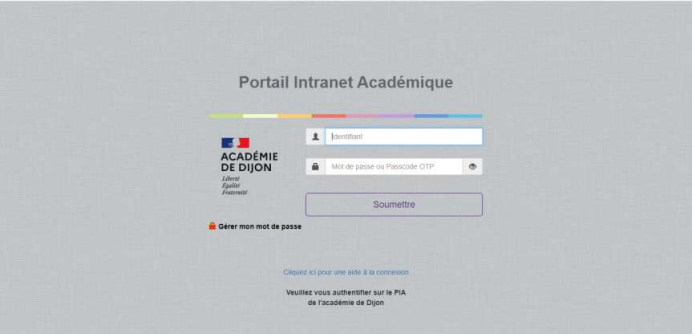 Portail Intranet Académique
Identifiant
ACADÉMIE
DE DIJON
Liberté
Égalité
Fraternité
Mot de passe ou Passcode OTP
Soumettre
Gérer mon mot de passe
Cliquez ici pour une aide à la connexion
Veuillez vous authentifier sur le PIA
de l'académie de Dijon